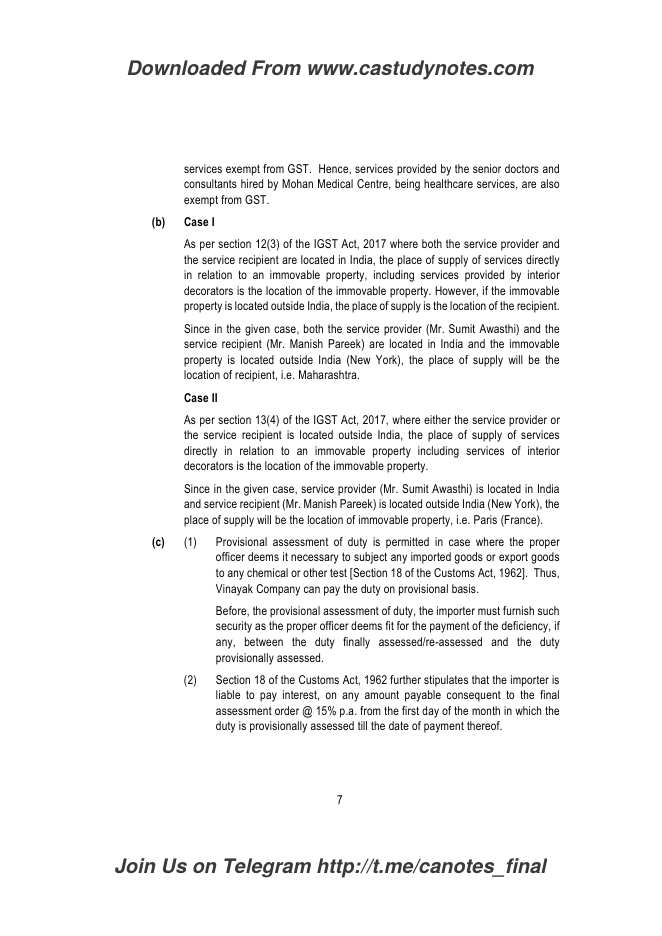 Downloaded From www.castudynotes.com
services exempt from GST. Hence, services provided by the senior doctors and
consultants hired by Mohan Medical Centre, being healthcare services, are also
exempt from GST.
(b) Case I
As per section 12(3) of the IGST Act, 2017 where both the service provider and
the service recipient are located in India, the place of supply of services directly
in relation to an immovable property, including services provided by interior
decorators is the location of the immovable property. However, if the immovable
property is located outside India, the place of supply is the location of the recipient.
Since in the given case, both the service provider (Mr. Sumit Awasthi) and the
service recipient (Mr. Manish Pareek) are located in India and the immovable
property is located outside India (New York), the place of supply will be the
location of recipient, i.e. Maharashtra.
Case II
As per section 13(4) of the IGST Act, 2017, where either the service provider or
the service recipient is located outside India, the place of supply of services
directly in relation to an immovable property including services of interior
decorators is the location of the immovable property.
Since in the given case, service provider (Mr. Sumit Awasthi) is located in India
and service recipient (Mr. Manish Pareek) is located outside India (New York), the
place of supply will be the location of immovable property, i.e. Paris (France).
(c) (1) Provisional assessment of duty is permitted in case where the proper
officer deems it necessary to subject any imported goods or export goods
to any chemical or other test [Section 18 of the Customs Act, 1962]. Thus,
Vinayak Company can pay the duty on provisional basis.
Before, the provisional assessment of duty, the importer must furnish such
security as the proper officer deems fit for the payment of the deficiency, if
any, between the duty finally assessed/re-assessed and the duty
provisionally assessed.
(2) Section 18 of the Customs Act, 1962 further stipulates that the importer is
liable to pay interest, on any amount payable consequent to the final
assessment order @ 15% p.a. from the first day of the month in which the
duty is provisionally assessed till the date of payment thereof.
7
Join Us on Telegram http://t.me/canotes_final